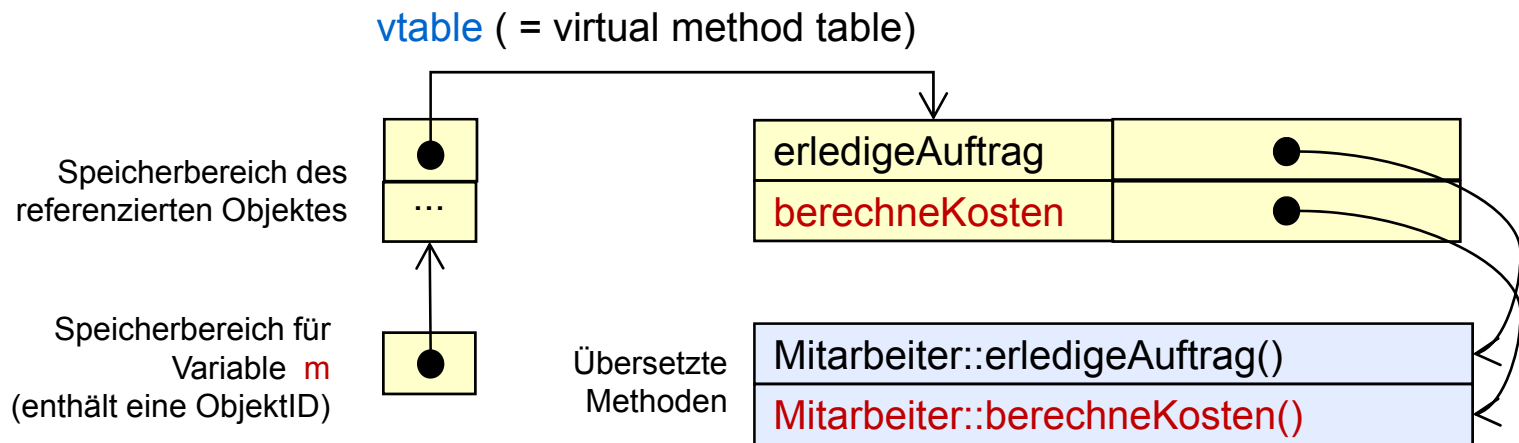 vtable ( = virtual method table)
Speicherbereich des
referenzierten Objektes
...
erledigeAuftrag
berechneKosten
Speicherbereich für
Variable m
(enthält eine ObjektID)
Übersetzte
Methoden
Mitarbeiter::erledigeAuftrag()
Mitarbeiter::berechneKosten()